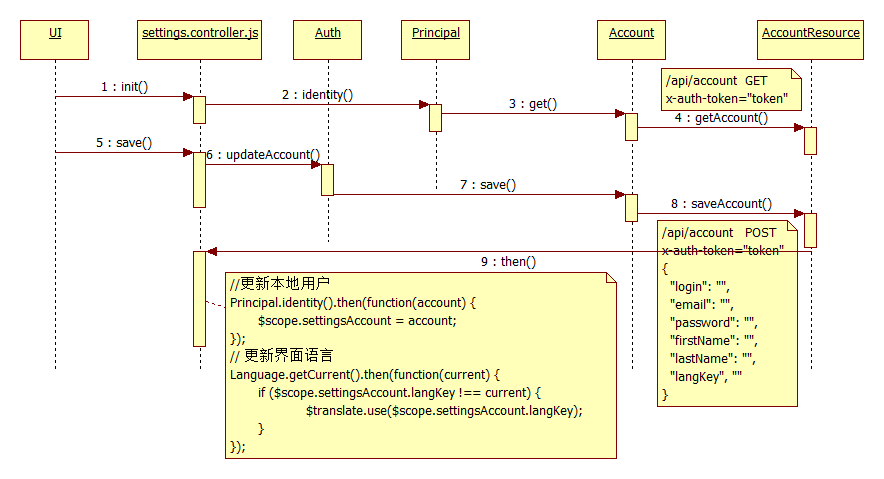 UI
settings.controller.js
Auth
Principal
Account
AccountResource
/api/account  GET
x-auth-token="token"
1 : init()
2 : identity()
3 : get()
4 : getAccount()
5 : save()
6 : updateAccount()
7 : save()
8 : saveAccount()
/api/account   POST
x-auth-token="token"
{
"login": "",
"email": "",
"password": "",
"firstName": "",
"lastName": "",
"langKey", ""
}
9 : then()
//更新本地用户
Principal.identity().then(function(account) {
$scope.settingsAccount = account;
});
// 更新界面语言
Language.getCurrent().then(function(current) {
if ($scope.settingsAccount.langKey !== current) {
$translate.use($scope.settingsAccount.langKey);
}
});